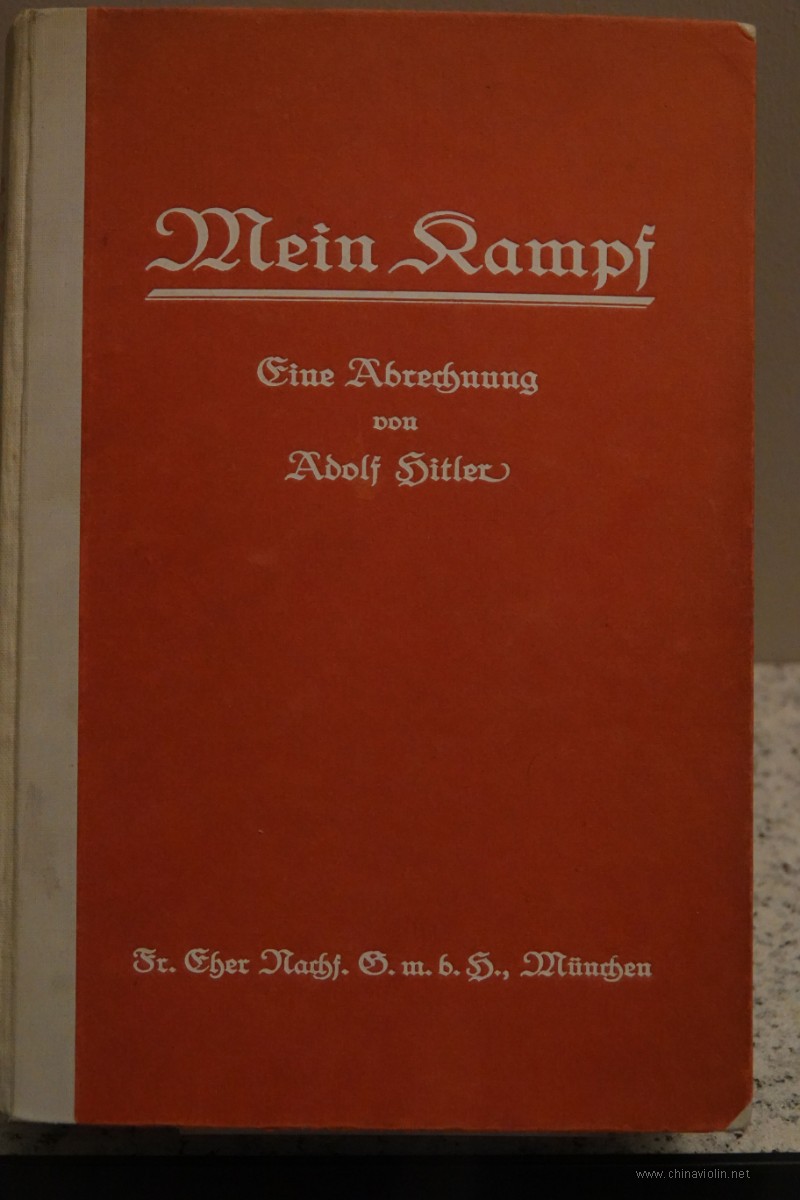 Mein Kampf
Eine Abrechnung
von
Adolf Hitler
Fr. Eher Nachf. G. m. b. H., München
www.chinaviolin.net